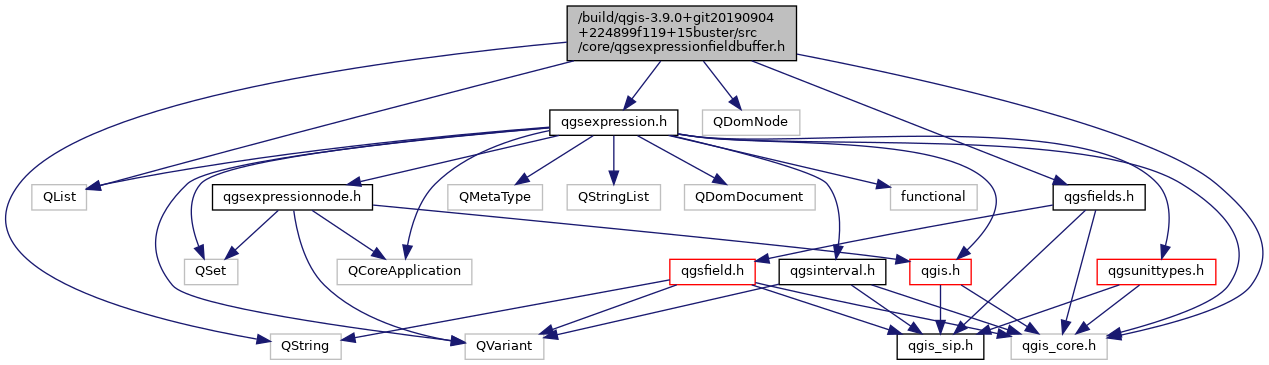 /build/qgis-3.9.0+git20190904
+224899f119+15buster/src
/core/qgsexpressionfieldbuffer.h
qgsexpression.h
QDomNode
QList
qgsexpressionnode.h
QMetaType
QStringList
QDomDocument
functional
qgsfields.h
QSet
QCoreApplication
qgsfield.h
qgsinterval.h
qgis.h
qgsunittypes.h
QString
QVariant
qgis_sip.h
qgis_core.h